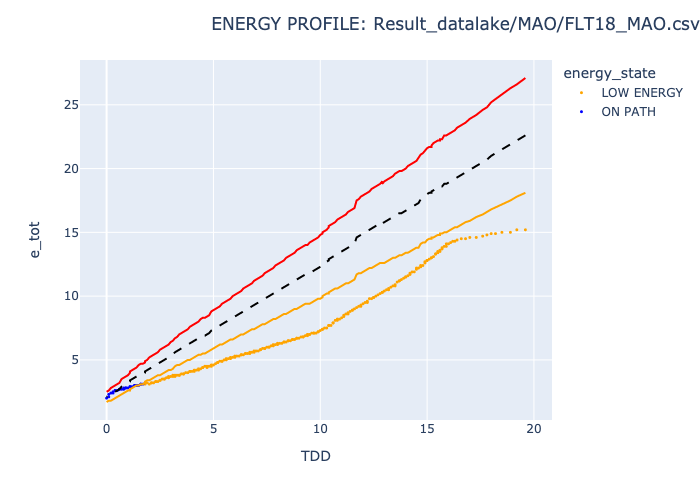 ENERGY PROFILE: Result_datalake/MAO/FLT18_MAO.csv
energy_state
LOW ENERGY
ON PATH
25
20
15
10
5
e_tot
0
5
10
15
20
TDD